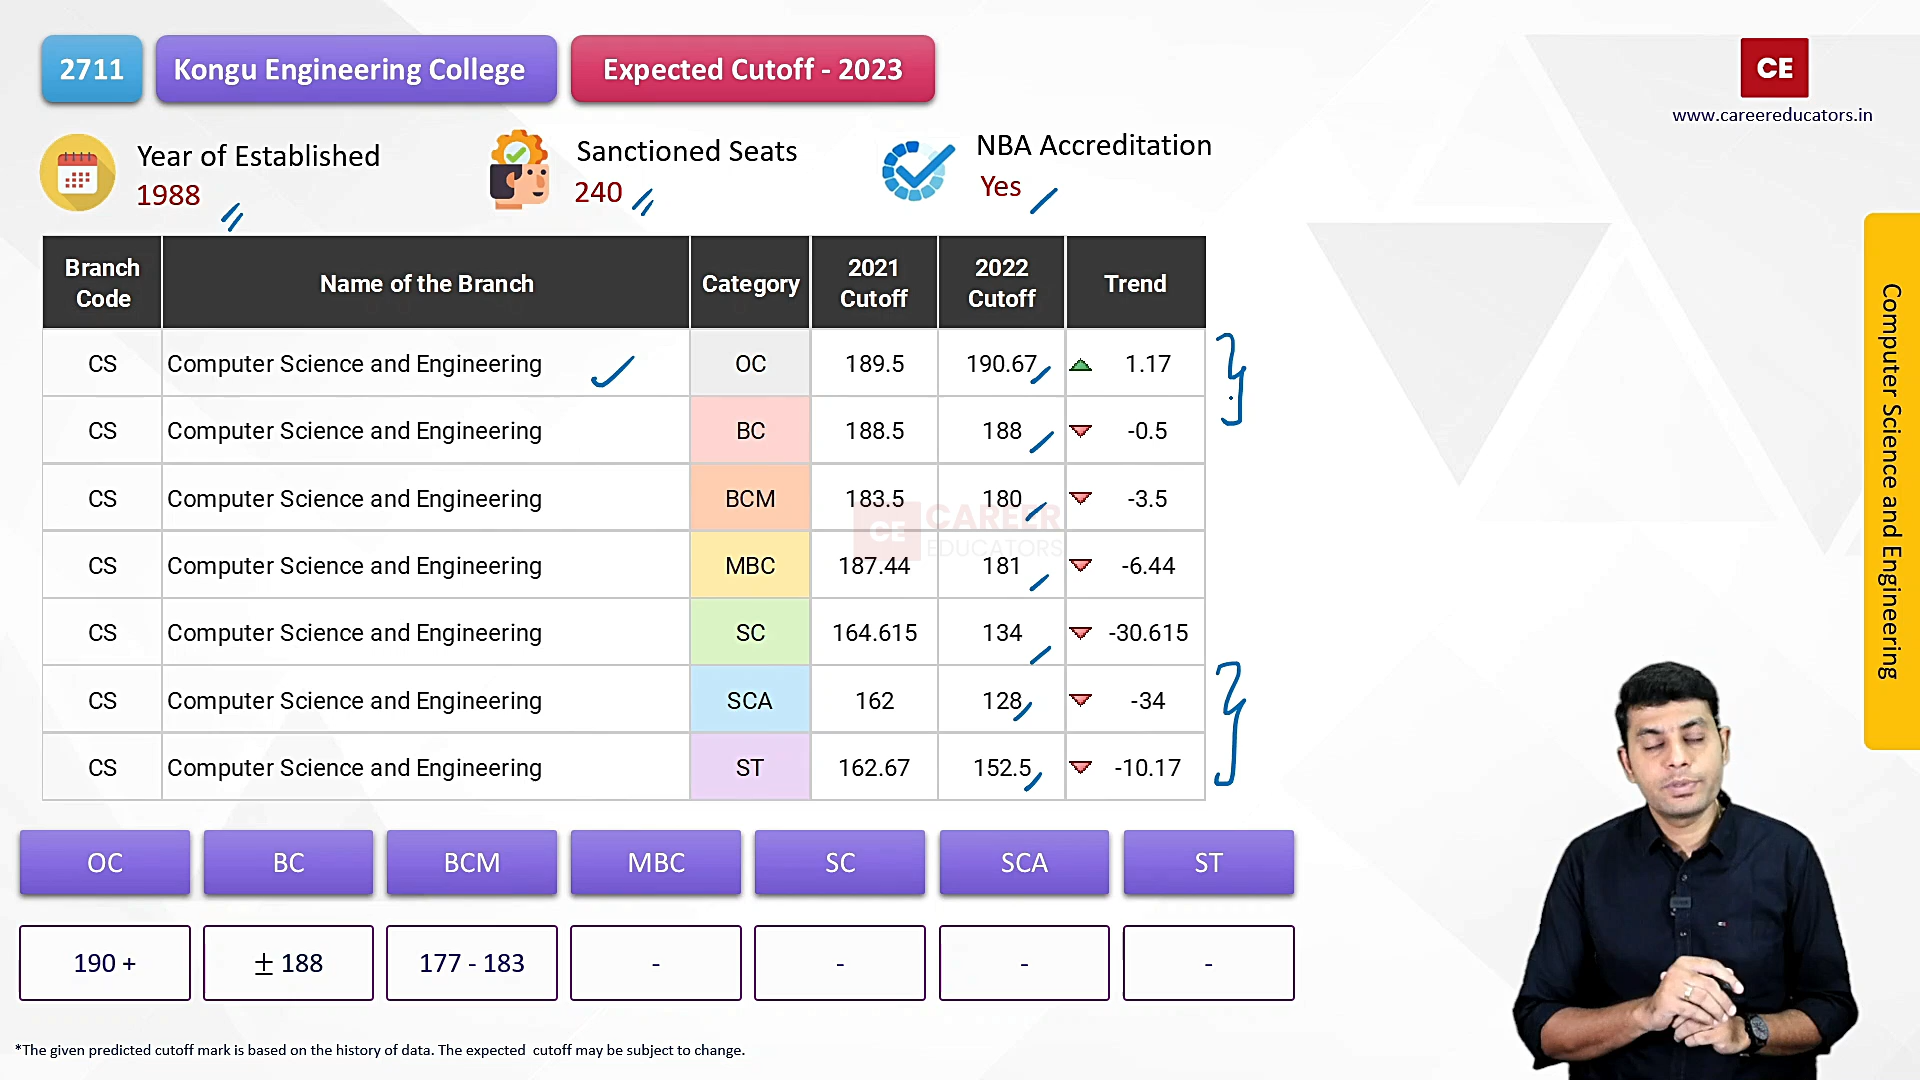 2711
Kongu Engineering College
Expected Cutoff - 2023
CE
www.careereducators.in
Year of Established
1988
Sanctioned Seats
240
NBA Accreditation
Yes
Branch Code
Name of the Branch
Category
2021 Cutoff
2022 Cutoff
Trend
CS Computer Science and Engineering OC 189.5 190.67 1.17
CS Computer Science and Engineering BC 188.5 188 -0.5
CS Computer Science and Engineering BCM 183.5 180 -3.5
CS Computer Science and Engineering MBC 187.44 181 -6.44
CS Computer Science and Engineering SC 164.615 134 -30.615
CS Computer Science and Engineering SCA 162 128 -34
CS Computer Science and Engineering ST 162.67 152.5 -10.17
CE CAREER
EDUCATORS
Computer Science and Engineering
OC BC BCM MBC SC SCA ST
190 + ± 188 177 - 183 - - - -
*The given predicted cutoff mark is based on the history of data. The expected cutoff may be subject to change.